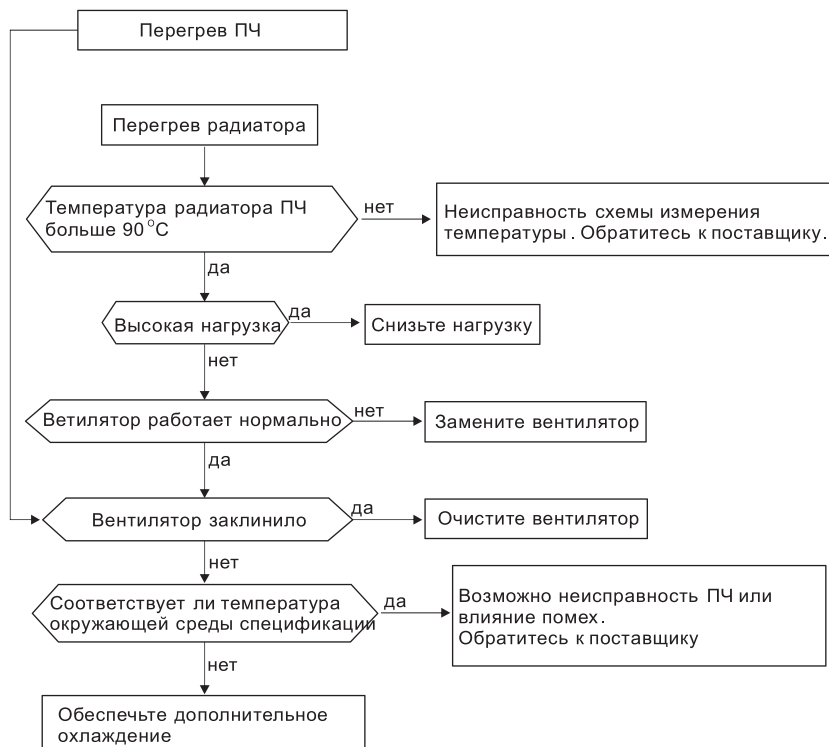 Перегрев ПЧ
Перегрев радиатора
Температура радиатора ПЧ
больше 90 °C
нет
Неисправность схемы измерения
температуры. Обратитесь к поставщику.
да
Высокая нагрузка
да
Снизьте нагрузку
нет
Ветилятор работает нормально
нет
Замените вентилятор
да
Вентилятор заклинило
да
Очистите вентилятор
нет
Соответствует ли температура
окружающей среды спецификации
да
Возможно неисправность ПЧ или
влияние помех.
Обратитесь к поставщику
нет
Обеспечьте дополнительное
охлаждение